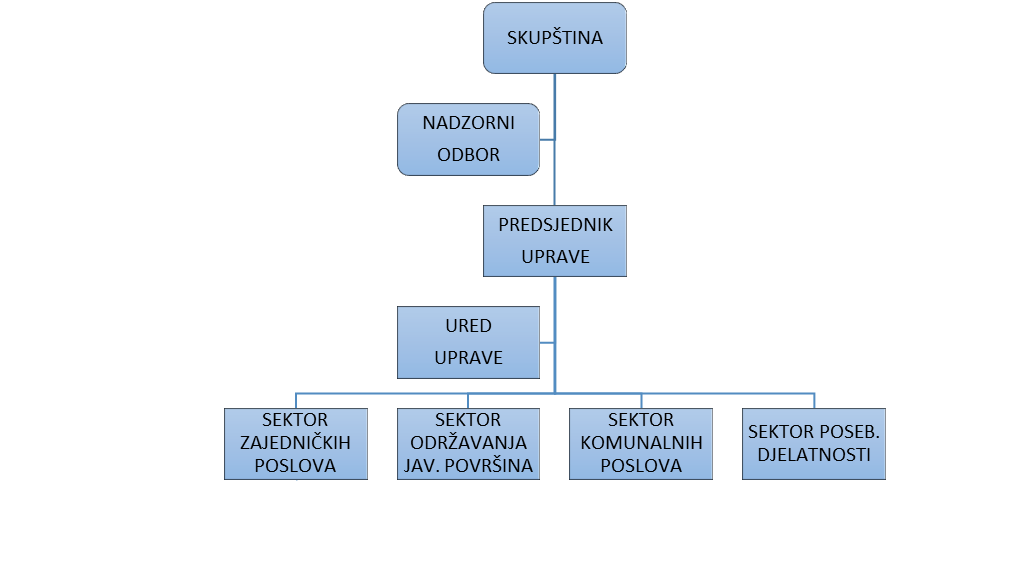 SKUPŠTINA
NADZORNI
ODBOR
PREDSJEDNIK
UPRAVE
URED
UPRAVE
SEKTOR
ZAJEDNIČKIH
POSLOVA
SEKTOR
ODRŽAVANJA
JAV. POVRŠINA
SEKTOR
KOMUNALNIH
POSLOVA
SEKTOR POSEB.
DJELATNOSTI